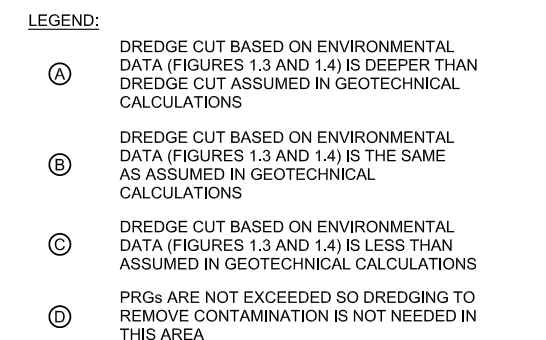 LEGEND:
DREDGE CUT BASED ON ENVIRONMENTAL
DATA (FIGURES 1.3 AND 1.4) IS DEEPER THAN
Ⓐ DREDGE CUT ASSUMED IN GEOTECHNICAL
CALCULATIONS
DREDGE CUT BASED ON ENVIRONMENTAL
DATA (FIGURES 1.3 AND 1.4) IS THE SAME
Ⓑ AS ASSUMED IN GEOTECHNICAL
CALCULATIONS
DREDGE CUT BASED ON ENVIRONMENTAL
Ⓒ DATA (FIGURES 1.3 AND 1.4) IS LESS THAN
ASSUMED IN GEOTECHNICAL CALCULATIONS
PRGs ARE NOT EXCEEDED SO DREDGING TO
Ⓓ REMOVE CONTAMINATION IS NOT NEEDED IN
THIS AREA